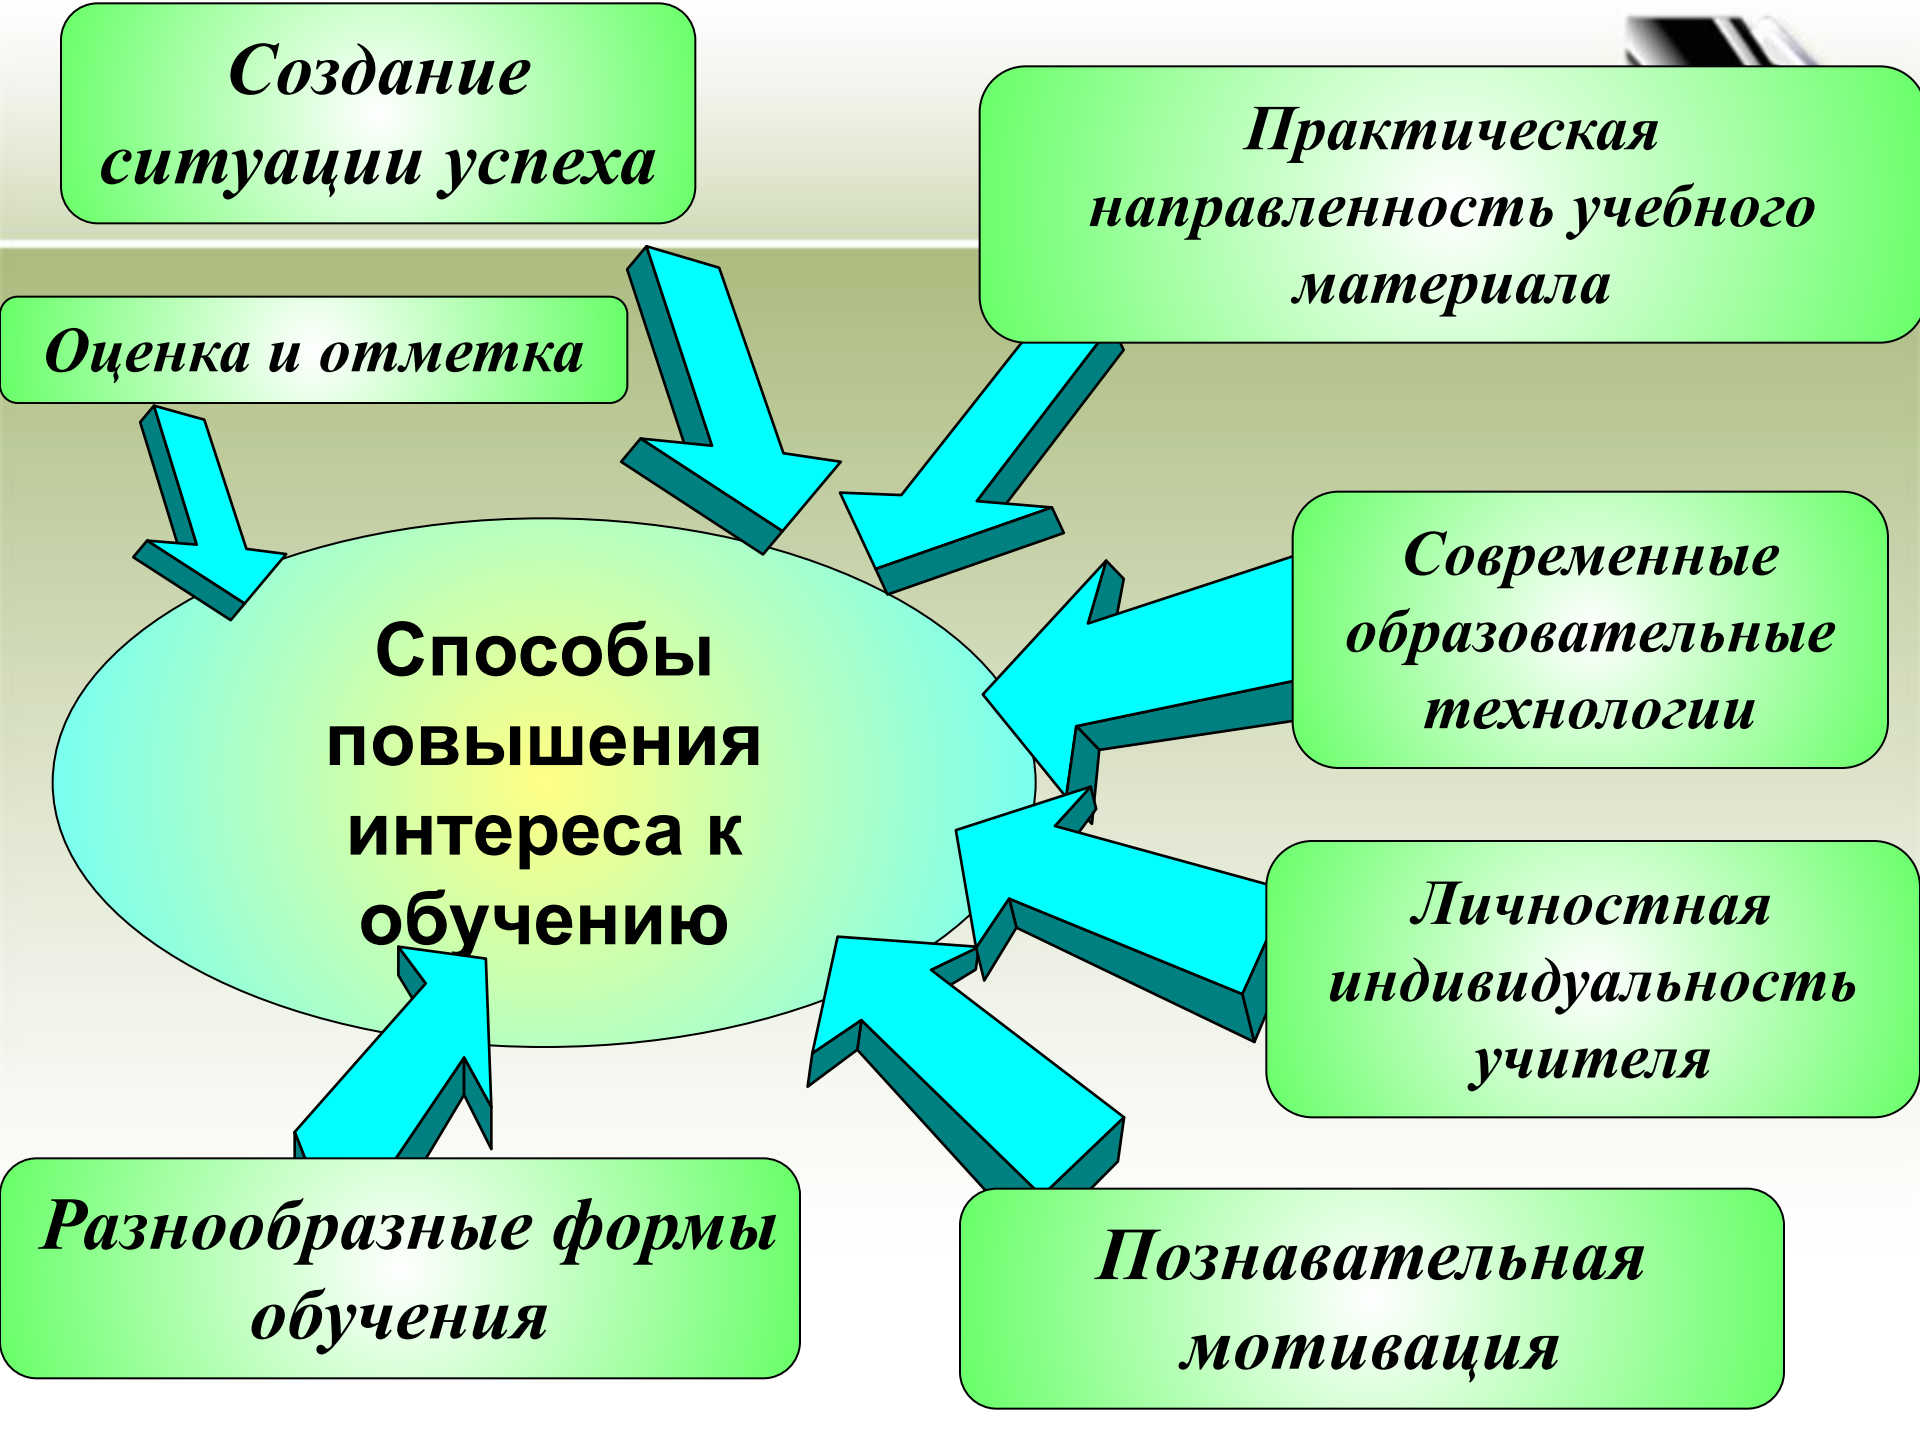 Создание
ситуации успеха
Практическая
направленность учебного
материала
Оценка и отметка
Современные
образовательные
технологии
Способы
повышения
интереса к
обучению
Личностная
индивидуальность
учителя
Разнообразные формы
обучения
Познавательная
мотивация